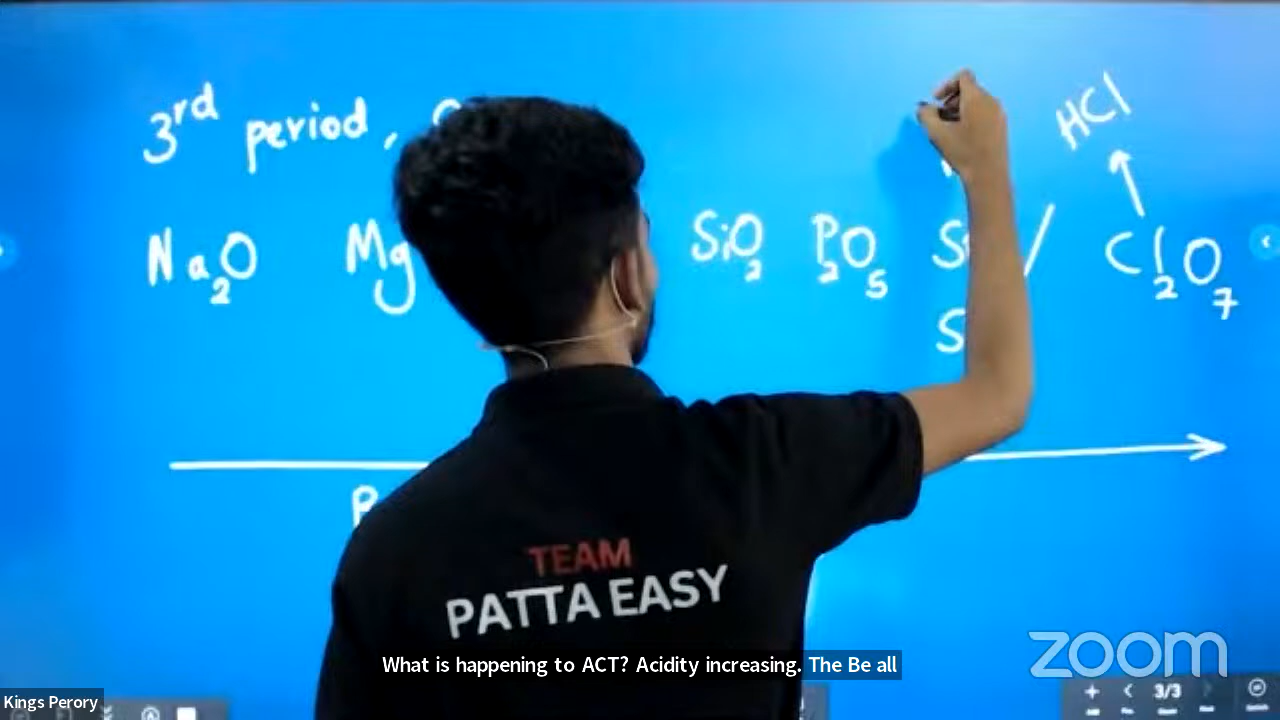 3rd period,
HCl
Na2O Mg SiO2 P2O5 S / Cl2O7
S
TEAM
PATTA EASY
What is happening to ACT? Acidity increasing. The Be all
zoom
Kings Perory
3/3